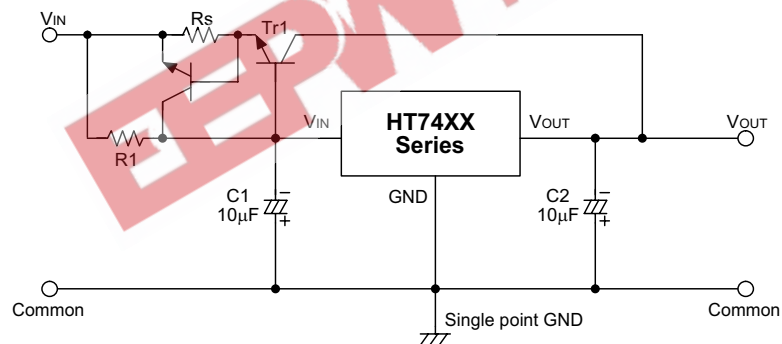 VIN
Rs
Tr1
R1
VIN
HT74XX
Series
VOUT
VOUT
GND
C1
10μF
C2
10μF
Common
Common
Single point GND